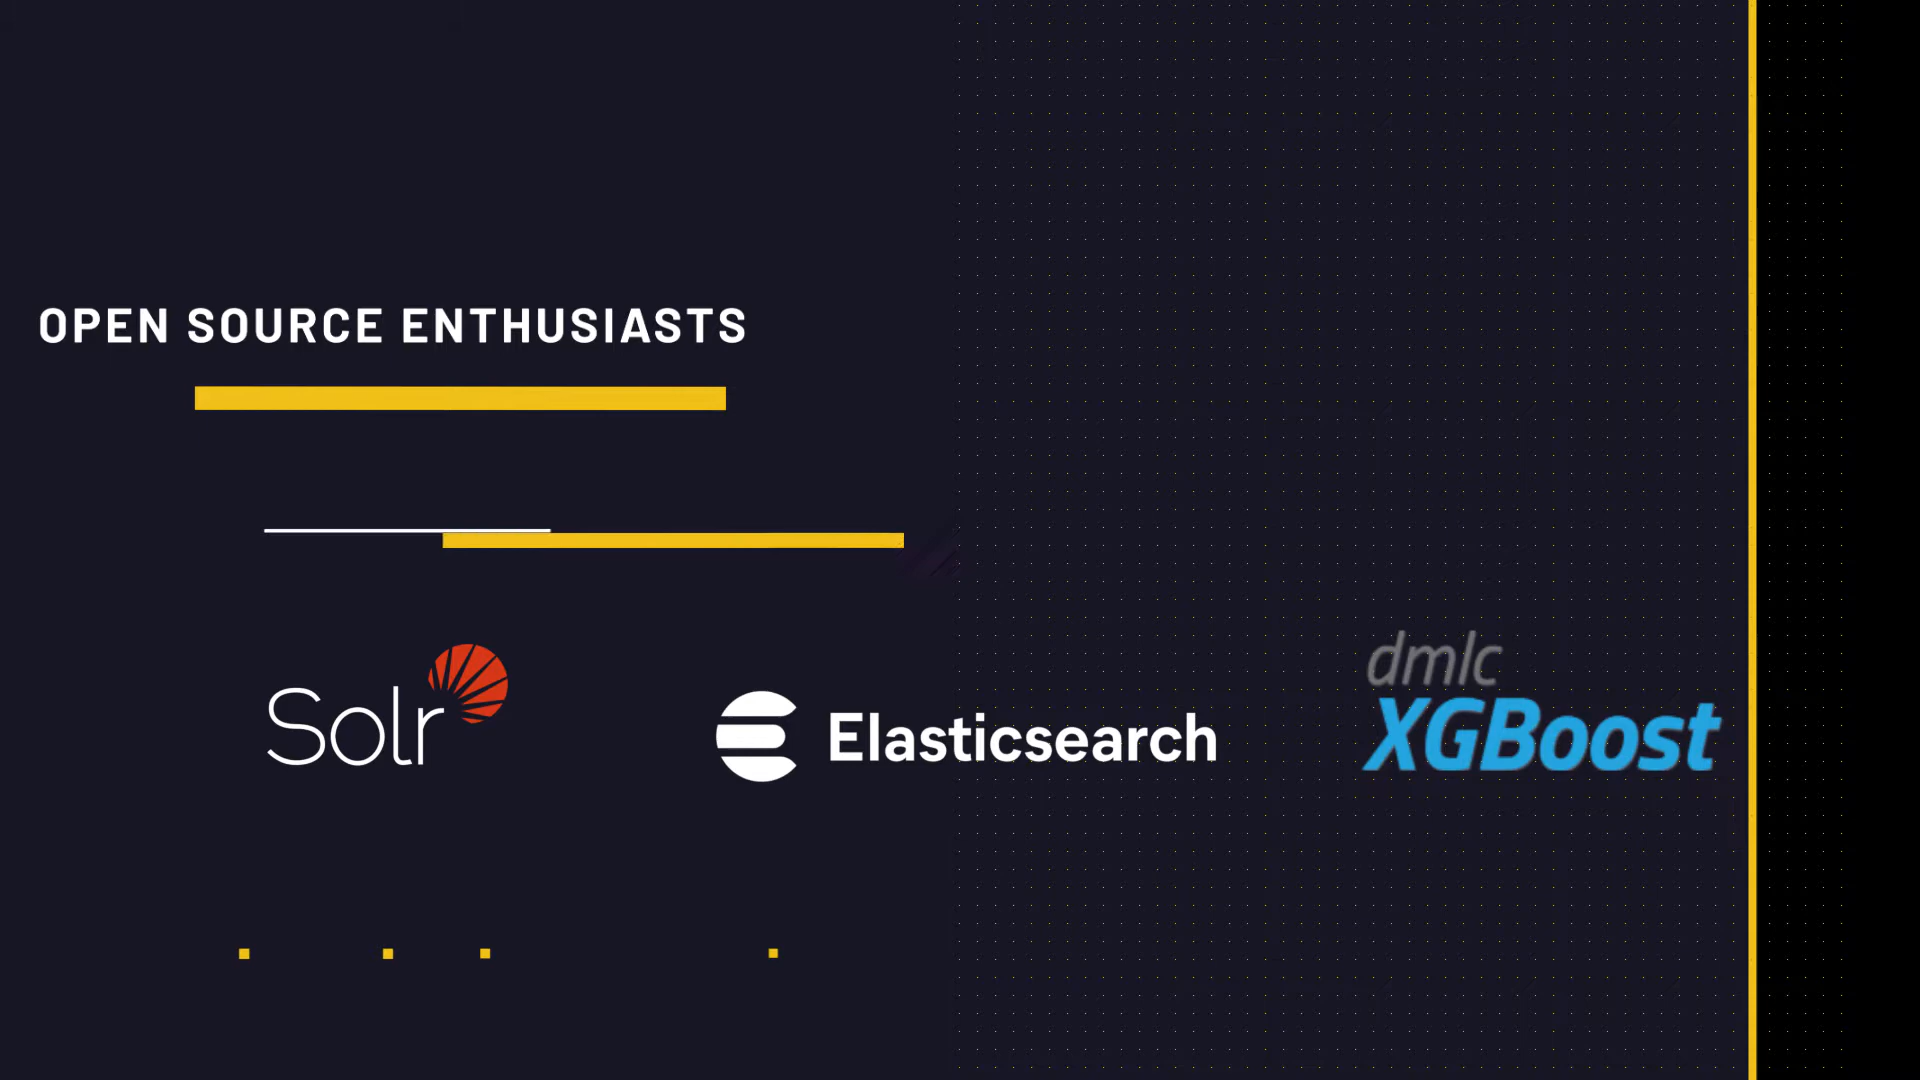 OPEN SOURCE ENTHUSIASTS
Solr
Elasticsearch
dmlc
XGBoost